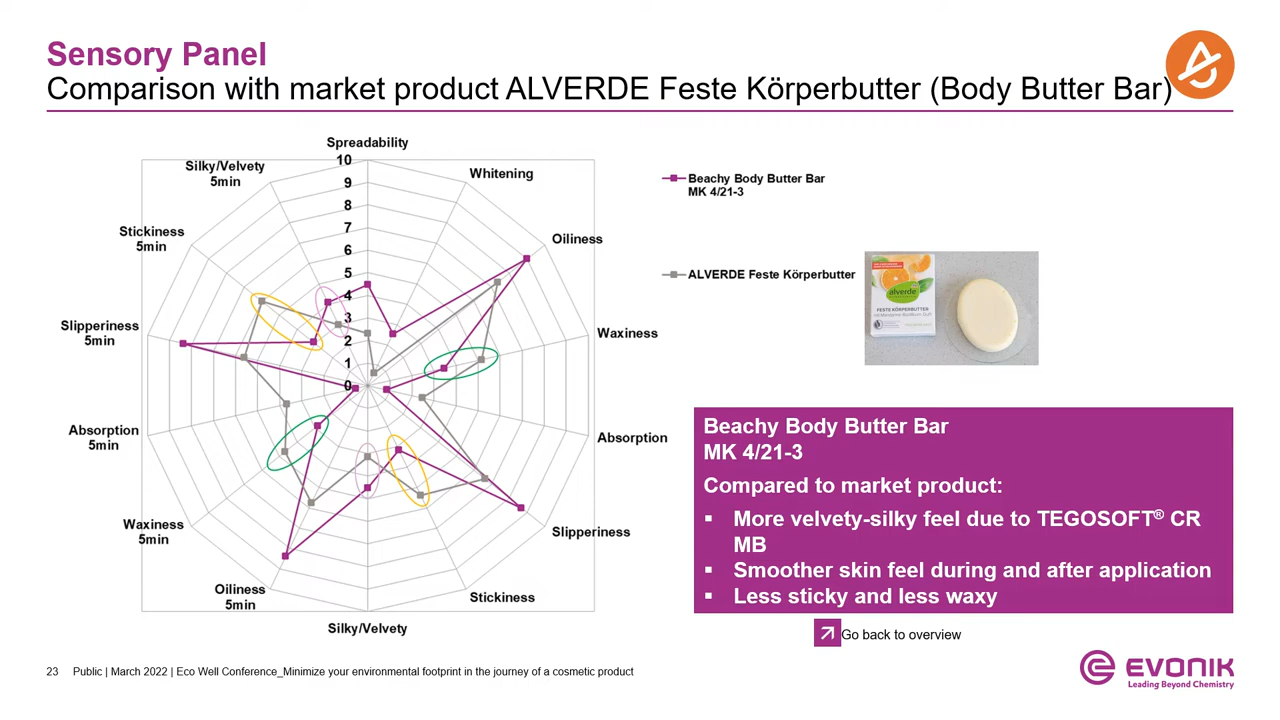 Sensory Panel
Comparison with market product ALVERDE Feste Körperbutter (Body Butter Bar)
Spreadability
Silky/Velvety
5min
Whitening
Stickiness
5min
Oiliness
Slipperiness
5min
Waxiness
Absorption
5min
Absorption
Waxiness
5min
Slipperiness
Oiliness
5min
Stickiness
Silky/Velvety
10
9
8
7
6
5
4
3
2
1
0
Beachy Body Butter Bar
MK 4/21-3
ALVERDE Feste Körperbutter
alverde
FESTE KÖRPERBUTTER
Beachy Body Butter Bar
MK 4/21-3
Compared to market product:
▪ More velvety-silky feel due to TEGOSOFT® CR
MB
▪ Smoother skin feel during and after application
▪ Less sticky and less waxy
Go back to overview
23 Public | March 2022 | Eco Well Conference_Minimize your environmental footprint in the journey of a cosmetic product
EVONIK
Leading Beyond Chemistry